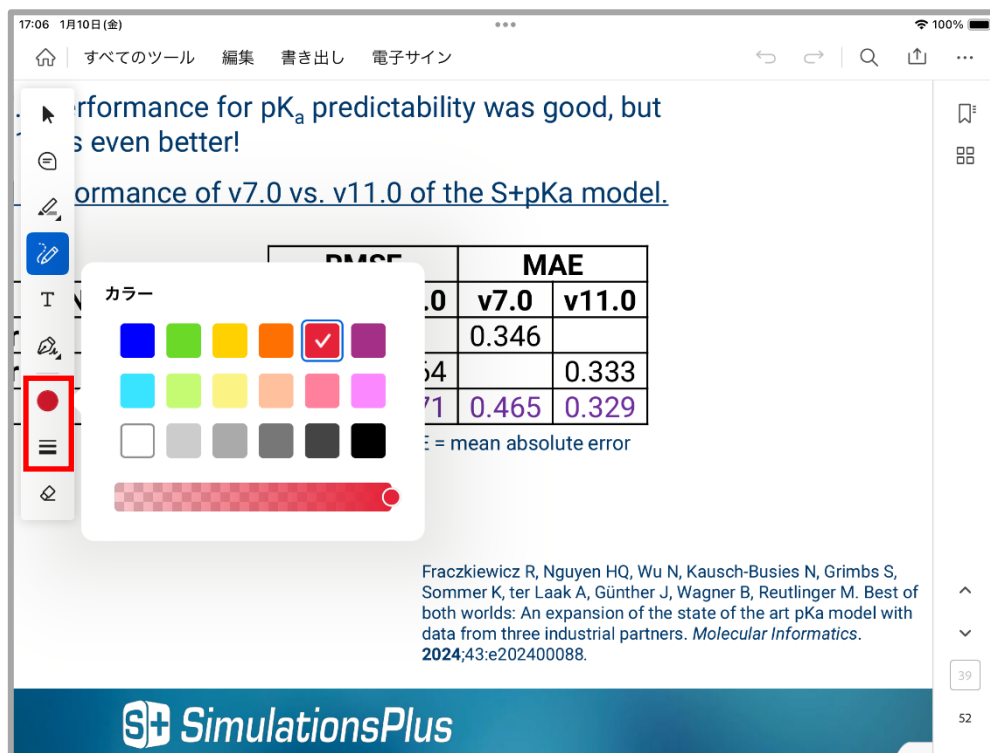 17:06 1月10日(金)
100%
すべてのツール 編集 書き出し 電子サイン
rformance for pKa predictability was good, but
s even better!
ormance of v7.0 vs. v11.0 of the S+pKa model.
RMSE MAE
N .0 v7.0 v11.0
0.346
64 0.333
71 0.465 0.329
E = mean absolute error
カラー
T
Fraczkiewicz R, Nguyen HQ, Wu N, Kausch-Busies N, Grimbs S,
Sommer K, ter Laak A, Günther J, Wagner B, Reutlinger M. Best of
both worlds: An expansion of the state of the art pKa model with
data from three industrial partners. Molecular Informatics.
2024;43:e202400088.
39
52
S+ SimulationsPlus